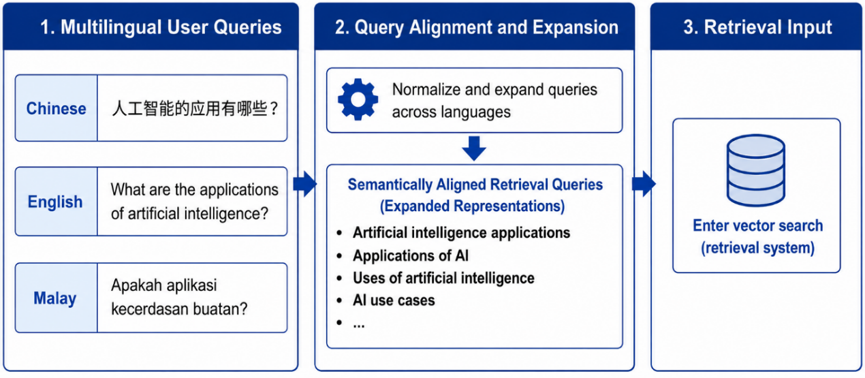 1. Multilingual User Queries
Chinese
人工智能的应用有哪些？
English
What are the applications
of artificial intelligence?
Malay
Apakah aplikasi
kecerdasan buatan?
2. Query Alignment and Expansion
Normalize and expand queries
across languages
Semantically Aligned Retrieval Queries
(Expanded Representations)
• Artificial intelligence applications
• Applications of AI
• Uses of artificial intelligence
• AI use cases
• ...
3. Retrieval Input
Enter vector search
(retrieval system)